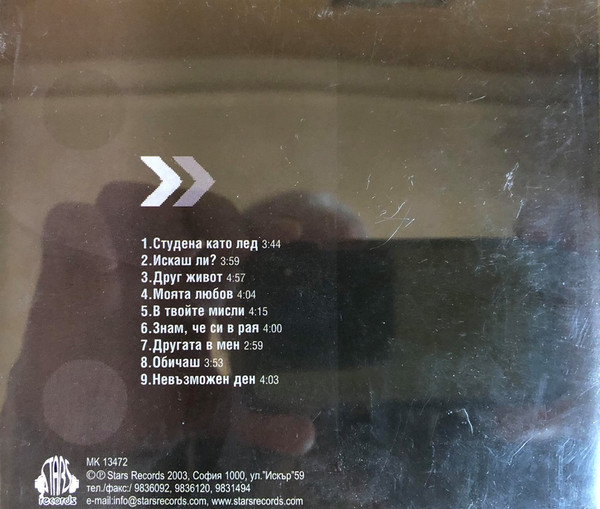 1.Студена като лед 3:44
2.Искаш ли? 3:59
3.Друг живот 4:57
4.Моята любов 4:04
5.В твойте мисли 4:15
6.Знам, че си в рая 4:00
7.Другата в мен 2:59
8.Обичаш 3:53
9.Невъзможен ден 4:03
STARS
records
МК 13472
©℗ Stars Records 2003, София 1000, ул."Искър"59
тел./факс:/ 9836092, 9836120, 9831494
e-mail:info@starsrecords.com, www.starsrecords.com